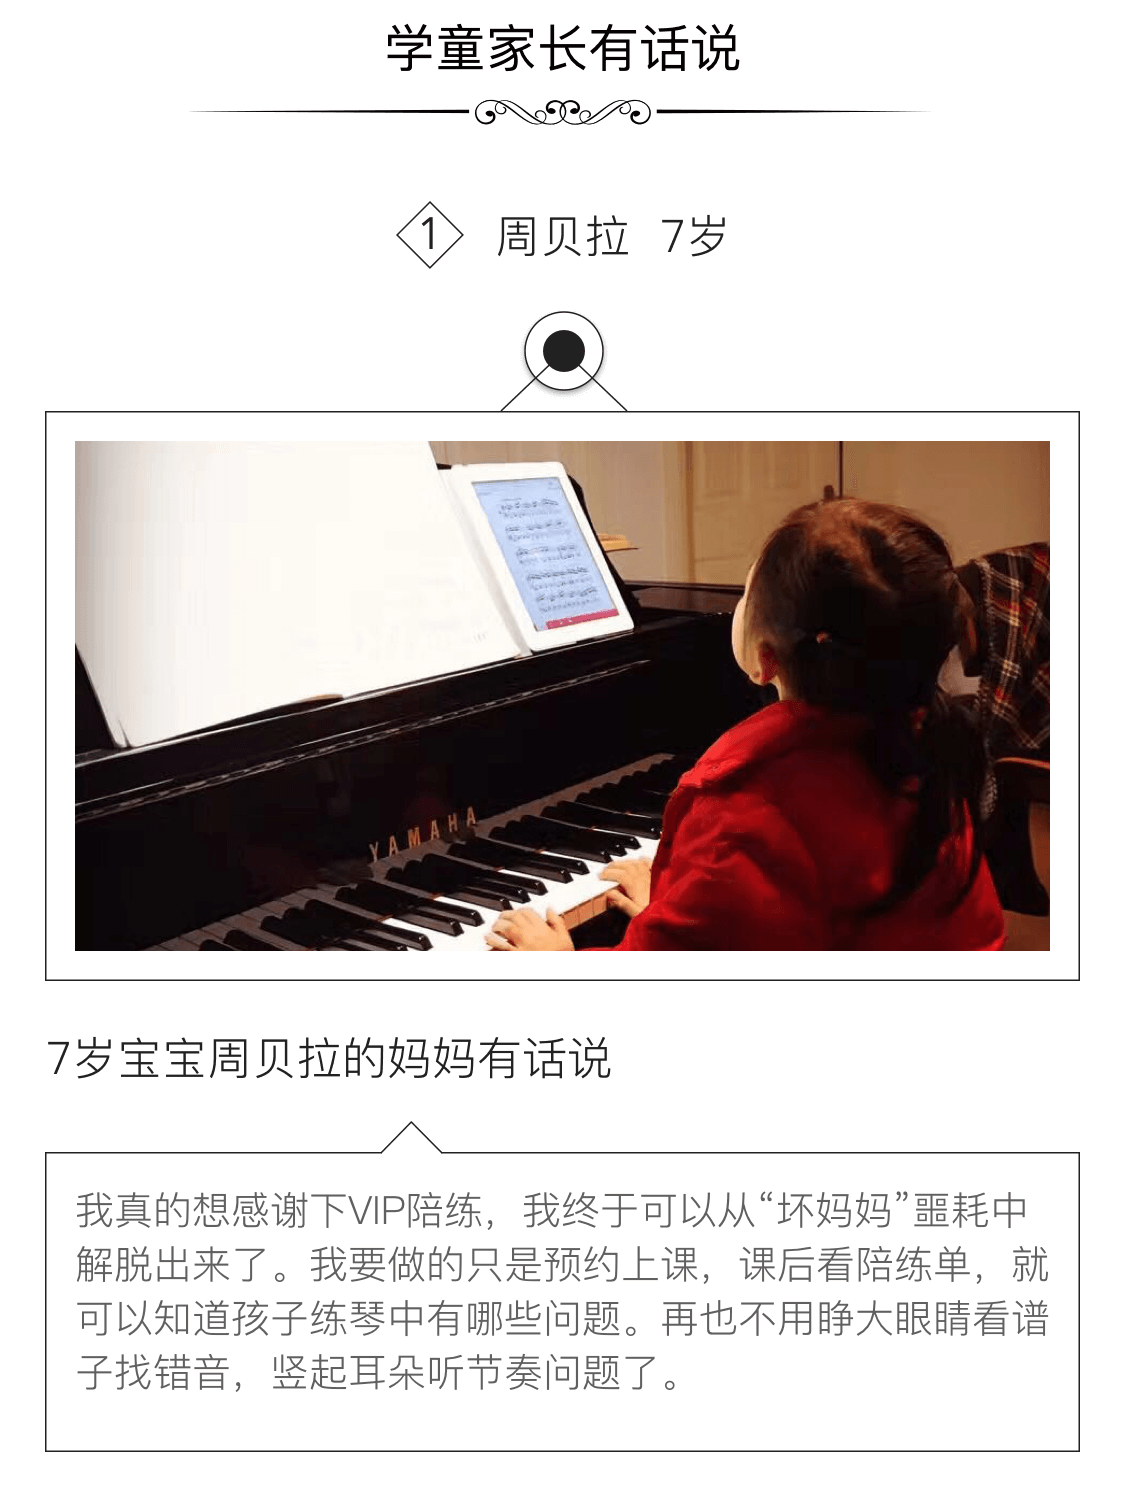 学童家长有话说
1 周贝拉 7岁
YAMAHA
7岁宝宝周贝拉的妈妈有话说
我真的想感谢下VIP陪练，我终于可以从“坏妈妈”噩耗中
解脱出来了。我要做的只是预约上课，课后看陪练单，就
可以知道孩子练琴中有哪些问题。再也不用睁大眼睛看谱
子找错音，竖起耳朵听节奏问题了。